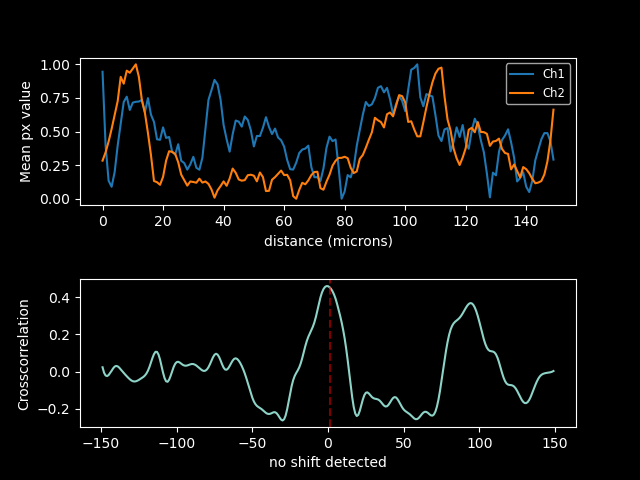 Mean px value
1.00
0.75
0.50
0.25
0.00
Ch1
Ch2
0 20 40 60 80 100 120 140
distance (microns)
Crosscorrelation
0.4
0.2
0.0
−0.2
−150 −100 −50 0 50 100 150
no shift detected